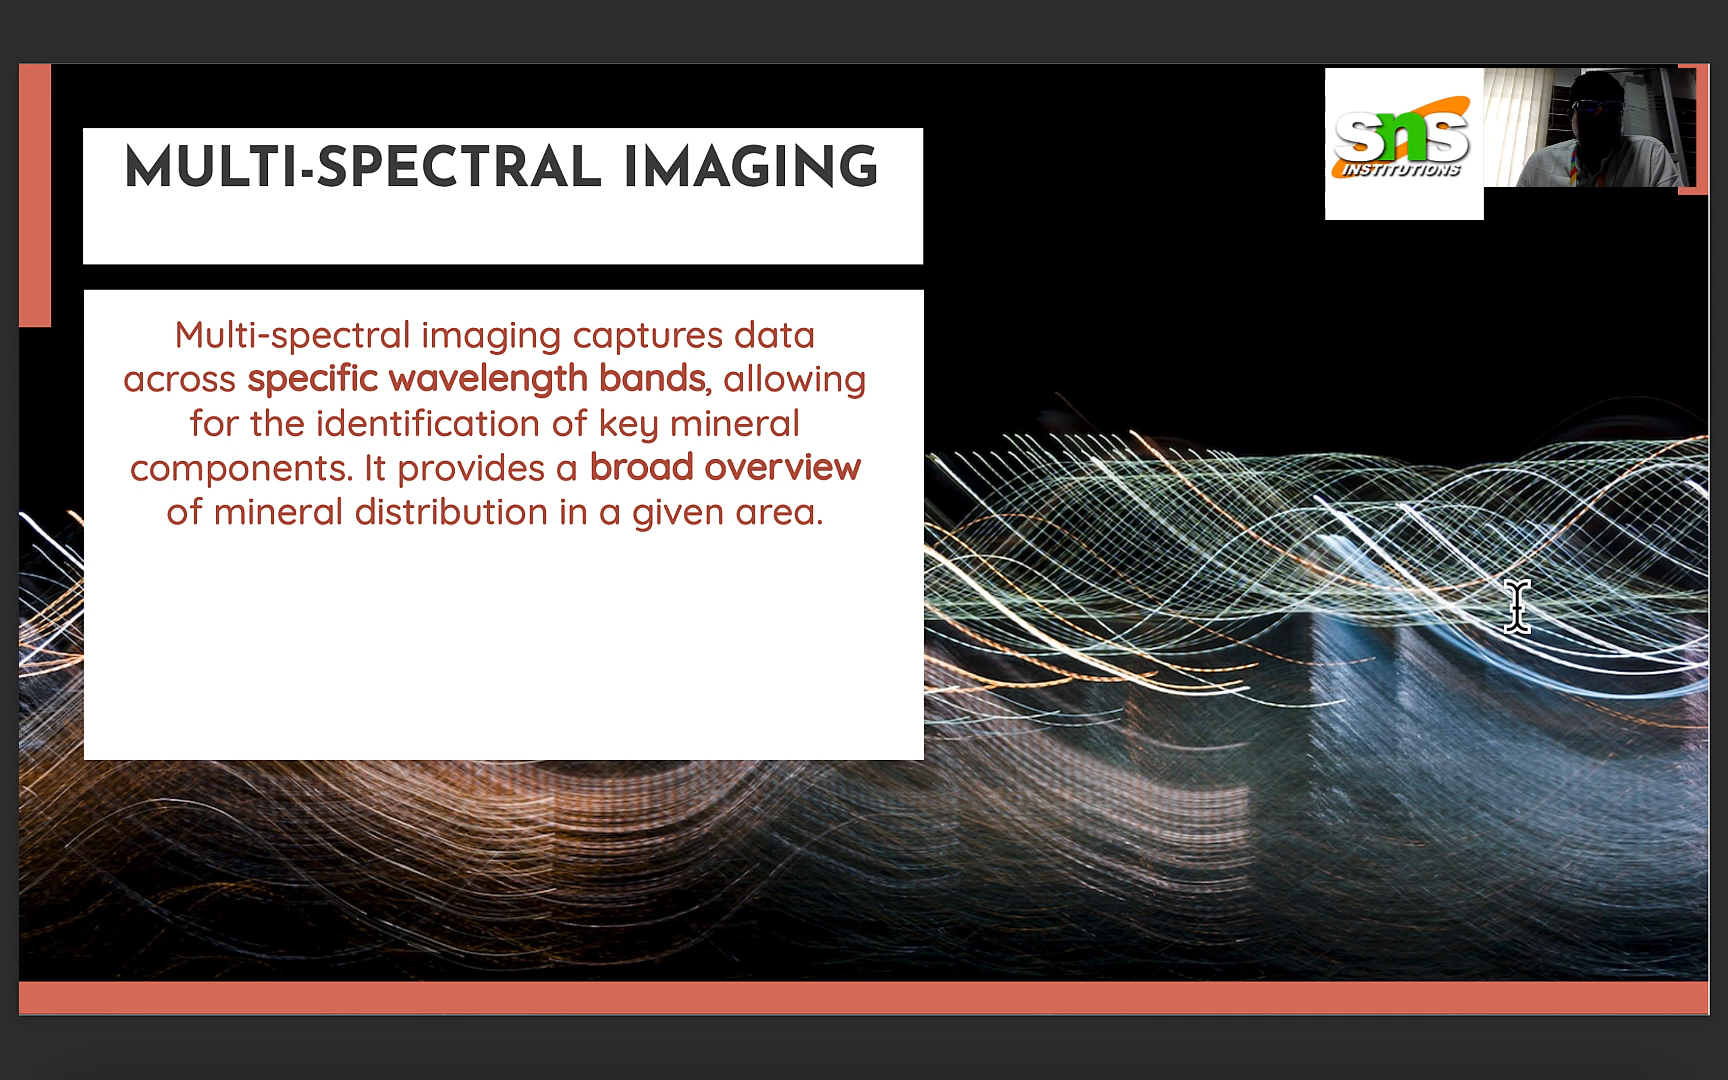 MULTI-SPECTRAL IMAGING
sns
INSTITUTIONS
Multi-spectral imaging captures data
across specific wavelength bands, allowing
for the identification of key mineral
components. It provides a broad overview
of mineral distribution in a given area.